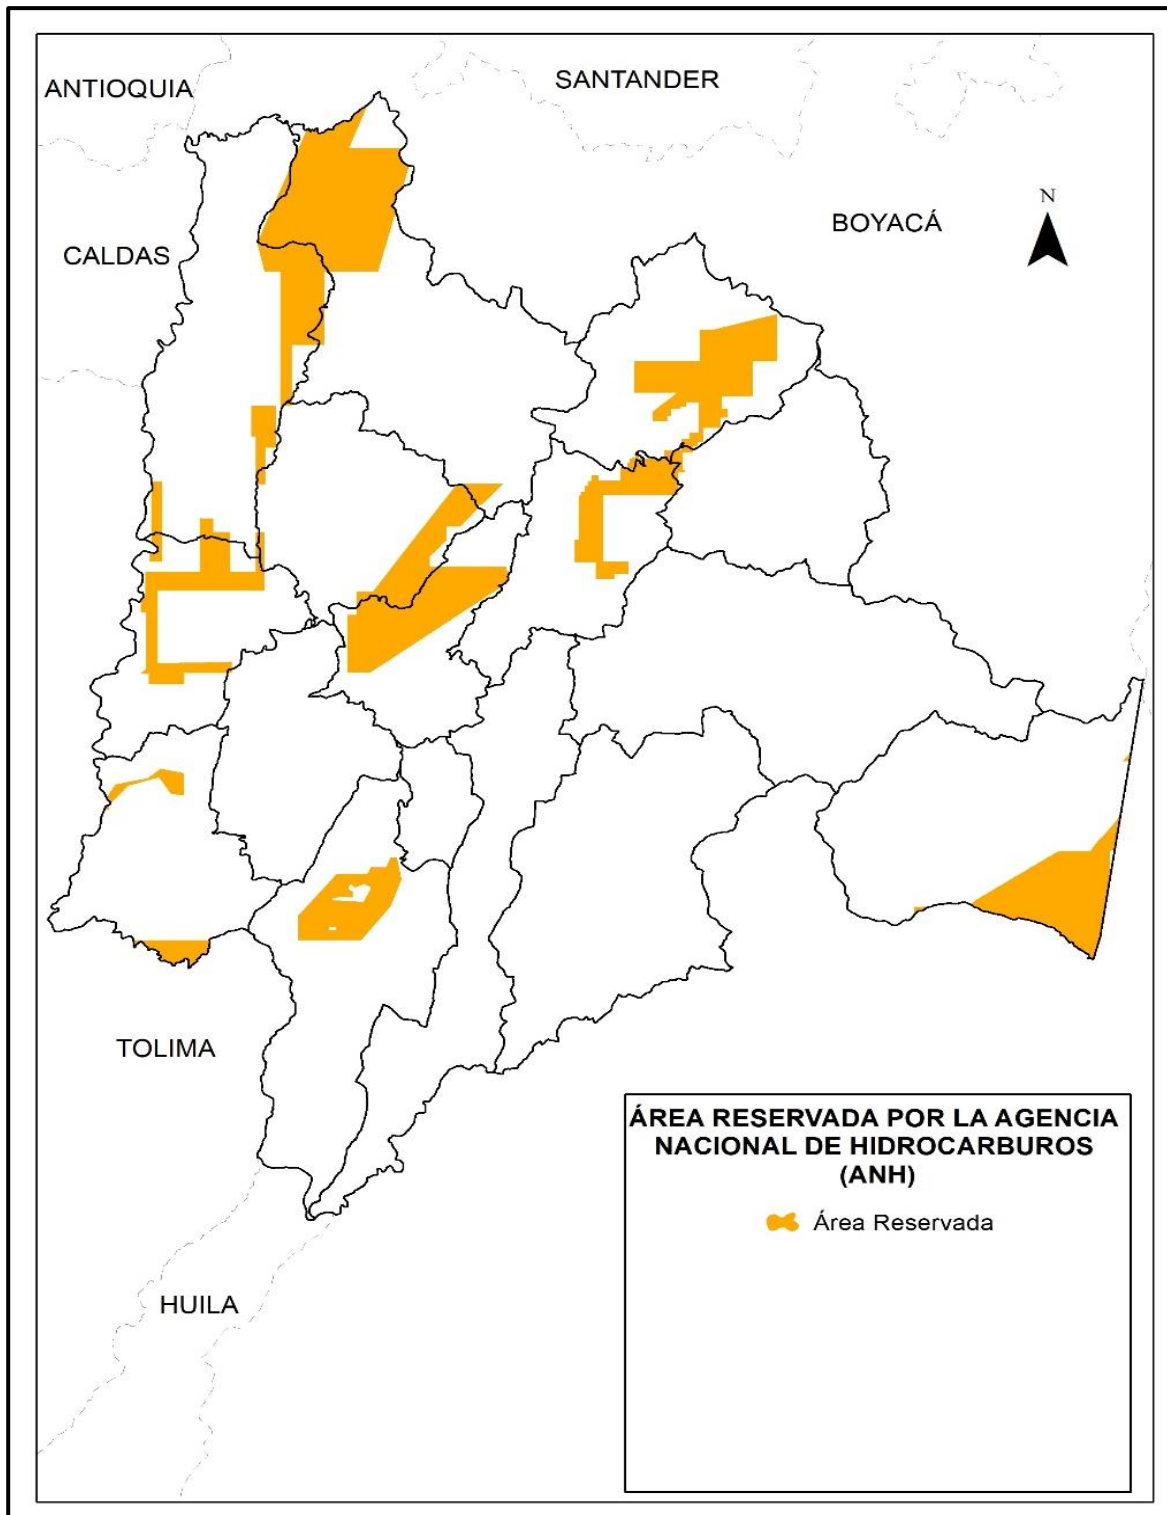 ANTIOQUIA
SANTANDER
N
BOYACÁ
CALDAS
TOLIMA
ÁREA RESERVADA POR LA AGENCIA
NACIONAL DE HIDROCARBUROS
(ANH)
Área Reservada
HUILA